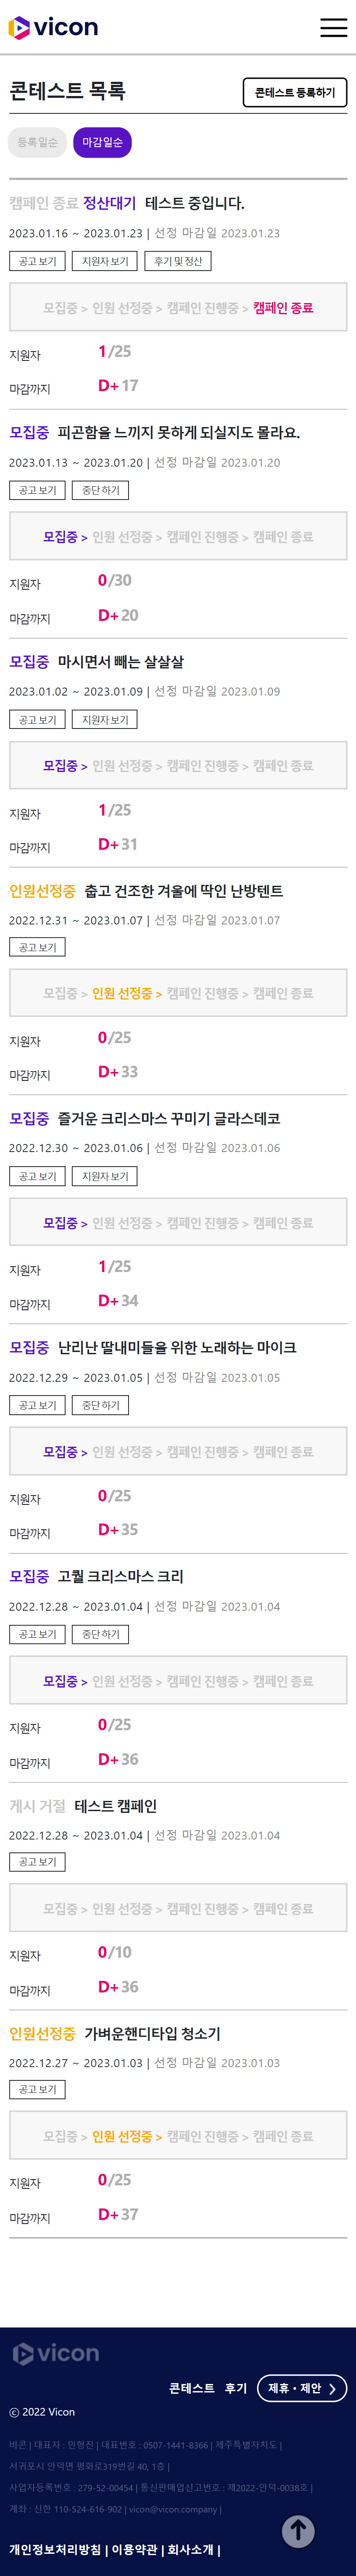 vicon
콘테스트 목록
콘테스트 등록하기
등록일순 마감일순
캠페인 종료 정산대기 테스트 중입니다.
2023.01.16 ~ 2023.01.23 | 선정 마감일 2023.01.23
공고 보기 지원자 보기 후기 및 정산
모집중 > 인원 선정중 > 캠페인 진행중 > 캠페인 종료
지원자 1/25
마감까지 D+17
모집중 피곤함을 느끼지 못하게 되실지도 몰라요.
2023.01.13 ~ 2023.01.20 | 선정 마감일 2023.01.20
공고 보기 중단 하기
모집중 > 인원 선정중 > 캠페인 진행중 > 캠페인 종료
지원자 0/30
마감까지 D+20
모집중 마시면서 빼는 살살살
2023.01.02 ~ 2023.01.09 | 선정 마감일 2023.01.09
공고 보기 지원자 보기
모집중 > 인원 선정중 > 캠페인 진행중 > 캠페인 종료
지원자 1/25
마감까지 D+31
인원선정중 춥고 건조한 겨울에 딱인 난방텐트
2022.12.31 ~ 2023.01.07 | 선정 마감일 2023.01.07
공고 보기
모집중 > 인원 선정중 > 캠페인 진행중 > 캠페인 종료
지원자 0/25
마감까지 D+33
모집중 즐거운 크리스마스 꾸미기 글라스데코
2022.12.30 ~ 2023.01.06 | 선정 마감일 2023.01.06
공고 보기 지원자 보기
모집중 > 인원 선정중 > 캠페인 진행중 > 캠페인 종료
지원자 1/25
마감까지 D+34
모집중 난리난 딸내미들을 위한 노래하는 마이크
2022.12.29 ~ 2023.01.05 | 선정 마감일 2023.01.05
공고 보기 중단 하기
모집중 > 인원 선정중 > 캠페인 진행중 > 캠페인 종료
지원자 0/25
마감까지 D+35
모집중 고퀄 크리스마스 크리
2022.12.28 ~ 2023.01.04 | 선정 마감일 2023.01.04
공고 보기 중단 하기
모집중 > 인원 선정중 > 캠페인 진행중 > 캠페인 종료
지원자 0/25
마감까지 D+36
게시 거절 테스트 캠페인
2022.12.28 ~ 2023.01.04 | 선정 마감일 2023.01.04
공고 보기
모집중 > 인원 선정중 > 캠페인 진행중 > 캠페인 종료
지원자 0/10
마감까지 D+36
인원선정중 가벼운핸디타입 청소기
2022.12.27 ~ 2023.01.03 | 선정 마감일 2023.01.03
공고 보기
모집중 > 인원 선정중 > 캠페인 진행중 > 캠페인 종료
지원자 0/25
마감까지 D+37
vicon
콘테스트 후기 제휴・제안
ⓒ 2022 Vicon
비콘 | 대표자 : 민형진 | 대표번호 : 0507-1441-8366 | 제주특별자치도 |
서귀포시 안덕면 평화로319번길 40, 1층 |
사업자등록번호 : 279-52-00454 | 통신판매업신고번호 : 제2022-안덕-0038호 |
계좌 : 신한 110-524-616-902 | vicon@vicon.company |
개인정보처리방침 | 이용약관 | 회사소개 |